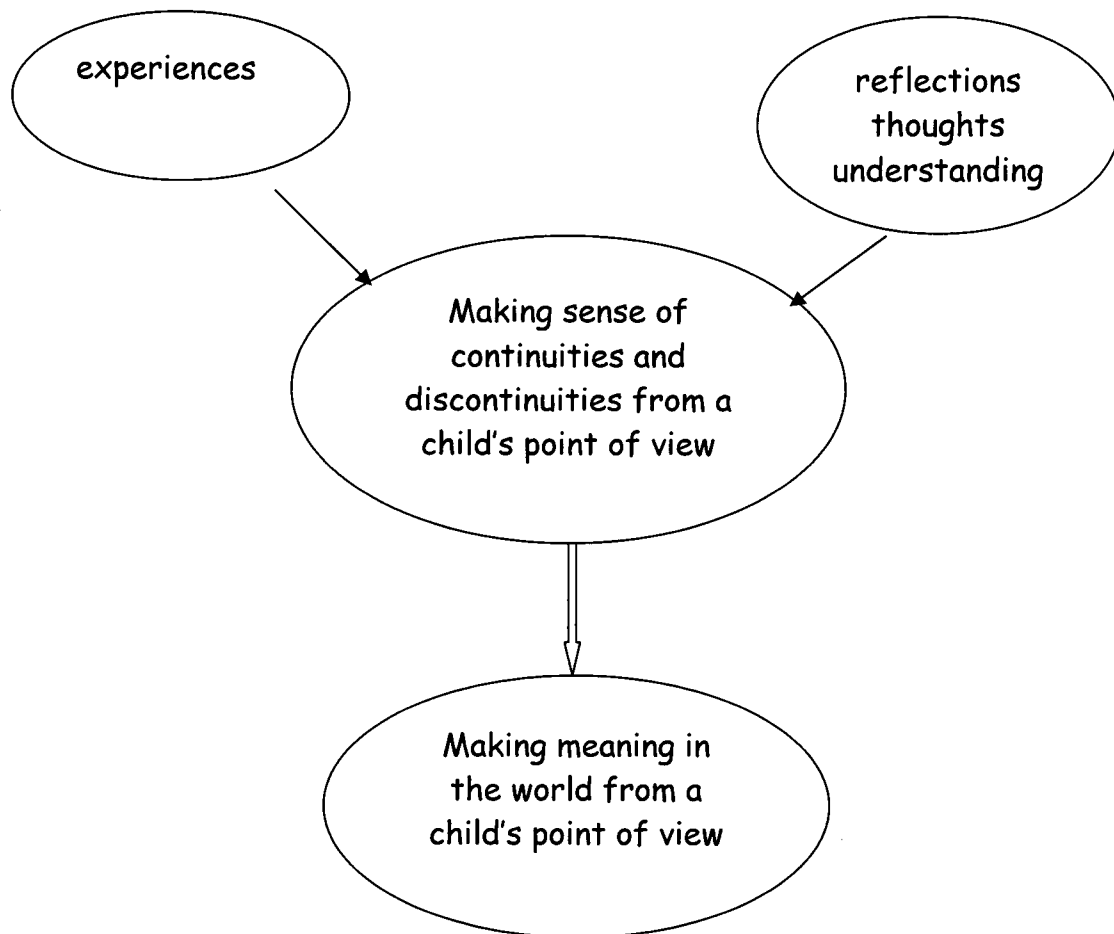 experiences
reflections
thoughts
understanding
Making sense of
continuities and
discontinuities from a
child's point of view
Making meaning in
the world from a
child's point of view